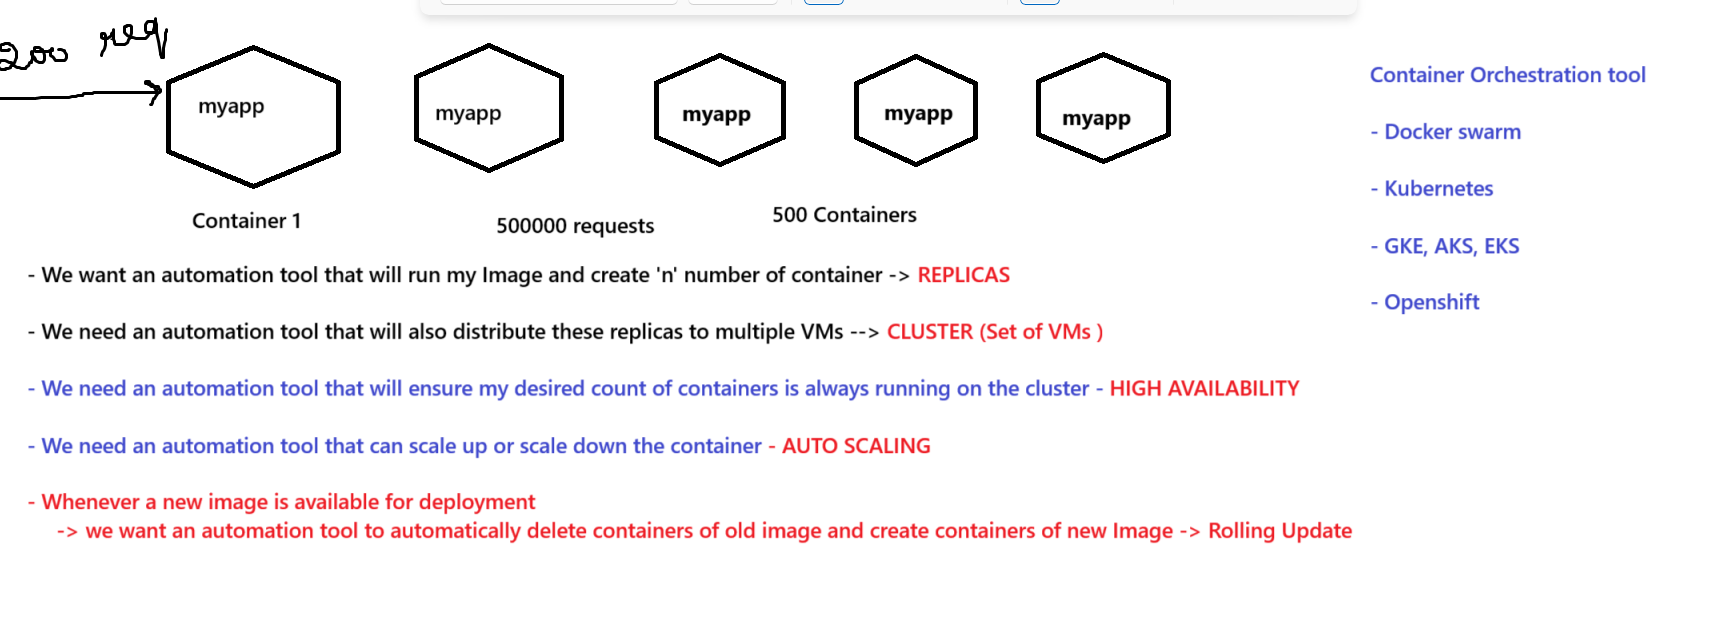 200 req
myapp
myapp
myapp
myapp
myapp
Container 1
500000 requests
500 Containers
- We want an automation tool that will run my Image and create 'n' number of container -> REPLICAS
- We need an automation tool that will also distribute these replicas to multiple VMs --> CLUSTER (Set of VMs )
- We need an automation tool that will ensure my desired count of containers is always running on the cluster - HIGH AVAILABILITY
- We need an automation tool that can scale up or scale down the container - AUTO SCALING
- Whenever a new image is available for deployment
-> we want an automation tool to automatically delete containers of old image and create containers of new Image -> Rolling Update
Container Orchestration tool
- Docker swarm
- Kubernetes
- GKE, AKS, EKS
- Openshift